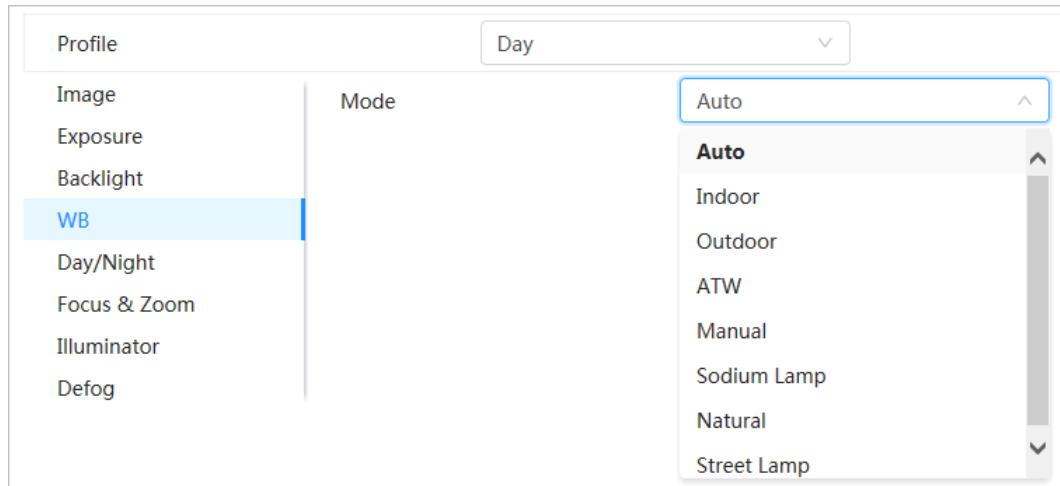 Profile
Day
Image
Exposure
Backlight
WB
Day/Night
Focus & Zoom
Illuminator
Defog
Mode
Auto
Auto
Indoor
Outdoor
ATW
Manual
Sodium Lamp
Natural
Street Lamp